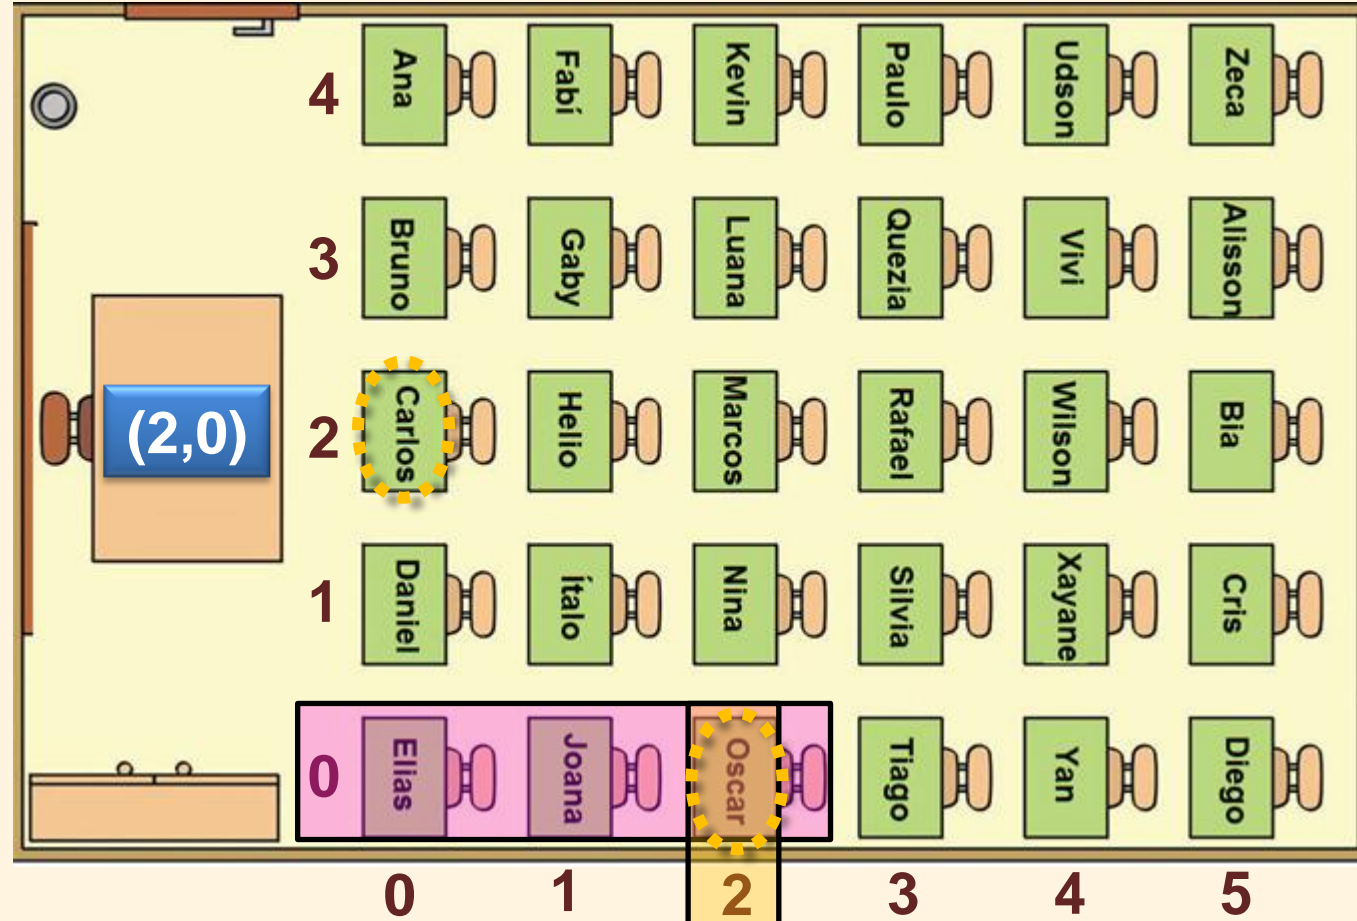 4 Ana Fabí Kevin Paulo Udson Zeca
3 Bruno Gaby Luana Quezia Vivi Alisson
(2,0) 2 Carlos Helio Marcos Rafael Wilson Bia
1 Daniel Ítalo Nina Silvia Xayane Cris
0 Elias Joana Oscar Tiago Yan Diego
0 1 2 3 4 5